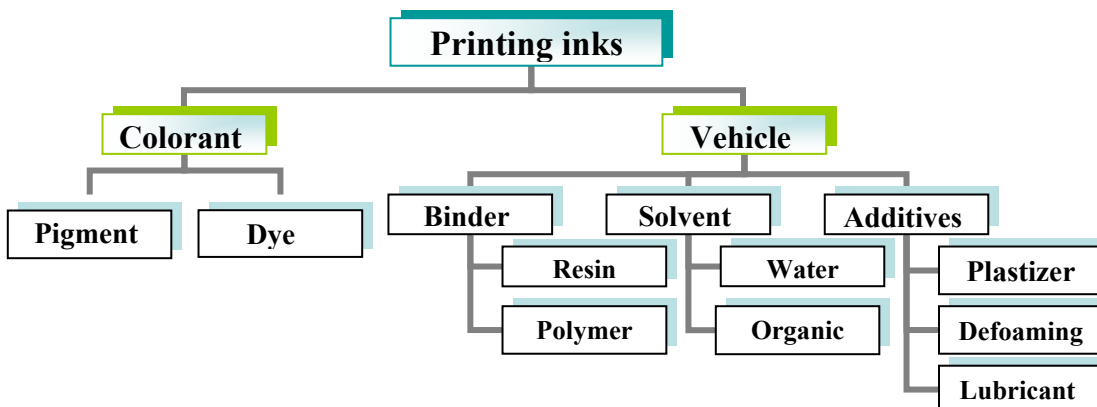 Printing inks
Colorant
Vehicle
Pigment
Dye
Binder
Solvent
Additives
Resin
Water
Plastizer
Polymer
Organic
Defoaming
Lubricant